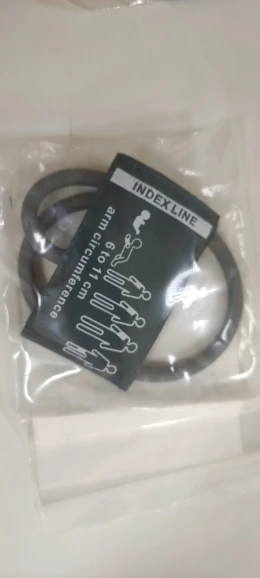 INDEX LINE
6 to 11 cm
arm circumference